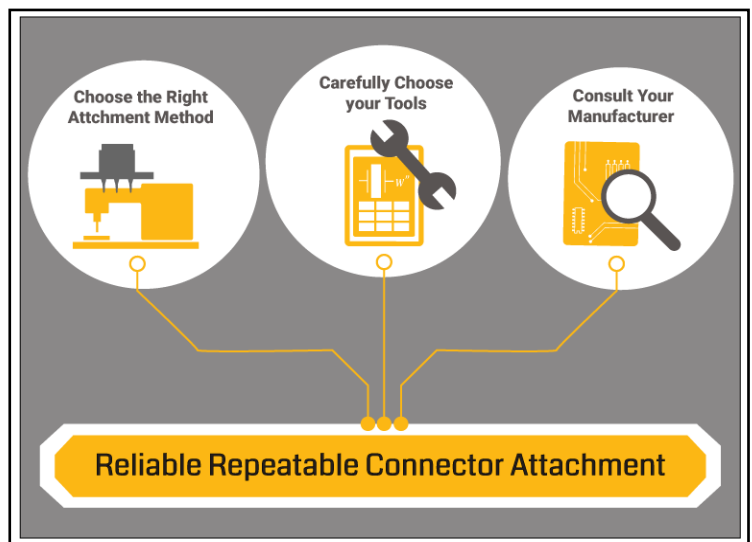 Choose the Right
Attchment Method
Carefully Choose
your Tools
W"
Consult Your
Manufacturer
Reliable Repeatable Connector Attachment